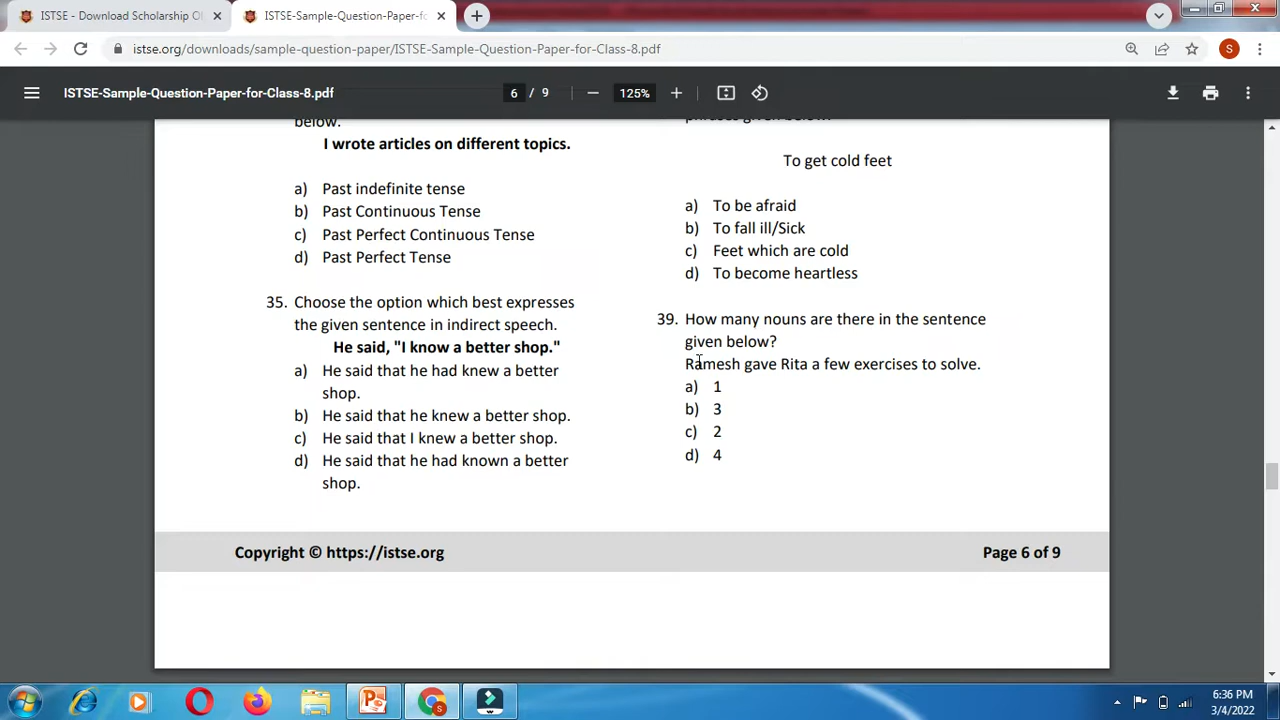 ISTSE - Download Scholarship Ol
ISTSE-Sample-Question-Paper-fo
istse.org/downloads/sample-question-paper/ISTSE-Sample-Question-Paper-for-Class-8.pdf
S
ISTSE-Sample-Question-Paper-for-Class-8.pdf
6 / 9
125%
below.
I wrote articles on different topics.
a) Past indefinite tense
b) Past Continuous Tense
c) Past Perfect Continuous Tense
d) Past Perfect Tense
35. Choose the option which best expresses
the given sentence in indirect speech.
He said, "I know a better shop."
a) He said that he had knew a better
shop.
b) He said that he knew a better shop.
c) He said that I knew a better shop.
d) He said that he had known a better
shop.
phrases given below.
To get cold feet
a) To be afraid
b) To fall ill/Sick
c) Feet which are cold
d) To become heartless
39. How many nouns are there in the sentence
given below?
Ramesh gave Rita a few exercises to solve.
a) 1
b) 3
c) 2
d) 4
Copyright © https://istse.org
Page 6 of 9
6:36 PM
3/4/2022